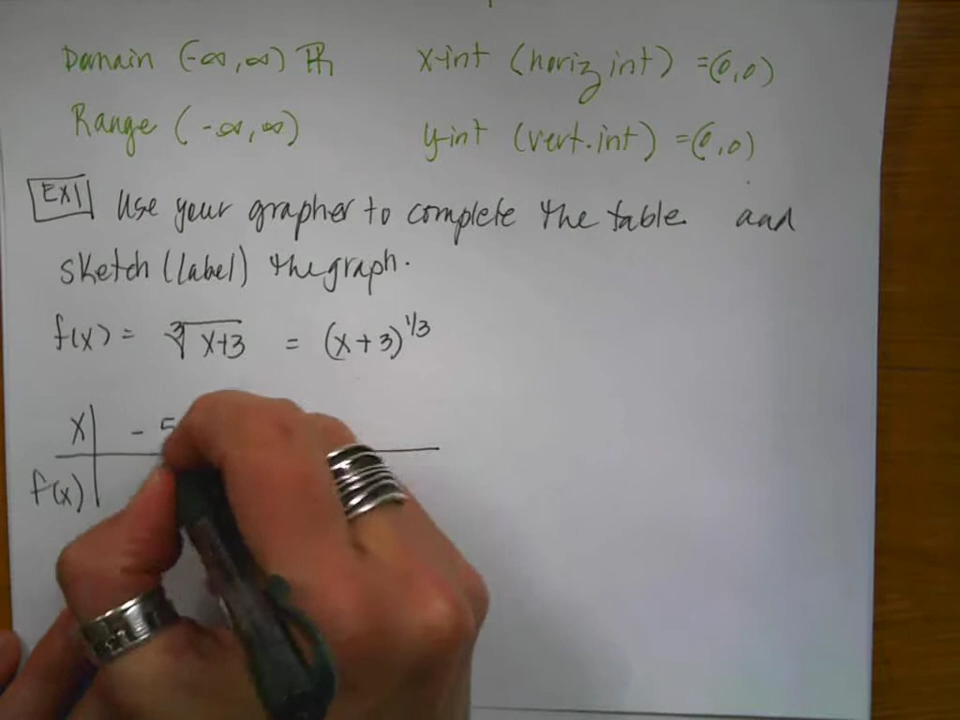 Domain (-∞,∞) ℝ x-int (horiz int) = (0,0)
Range (-∞,∞) y-int (vert. int) = (0,0)
EX1 Use your grapher to complete the table and
sketch (label) the graph.
f(x) = ∛(x+3) = (x+3)^1/3
x - 5
f(x)